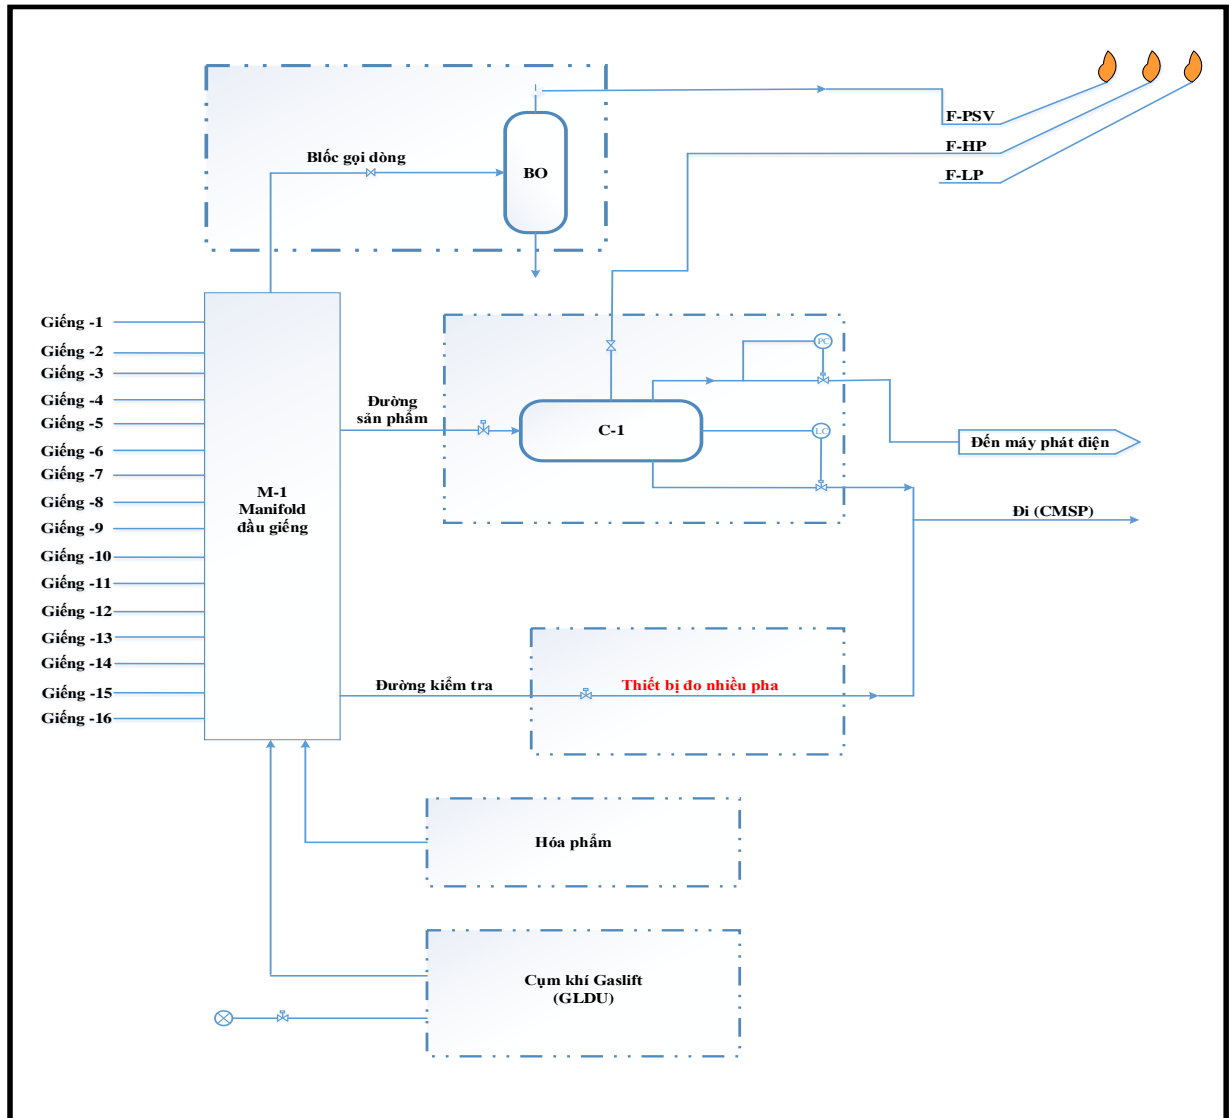 F-PSV
F-HP
F-LP
Blốc gọi dòng
BO
Giếng -1
Giếng -2
Giếng -3
Giếng -4
Giếng -5
Giếng -6
Giếng -7
Giếng -8
Giếng -9
Giếng -10
Giếng -11
Giếng -12
Giếng -13
Giếng -14
Giếng -15
Giếng -16
M-1
Manifold
đầu giếng
Đường
sản phẩm
C-1
PC
LC
Đến máy phát điện
Đi (CMSP)
Đường kiểm tra
Thiết bị đo nhiều pha
Hóa phẩm
Cụm khí Gaslift
(GLDU)